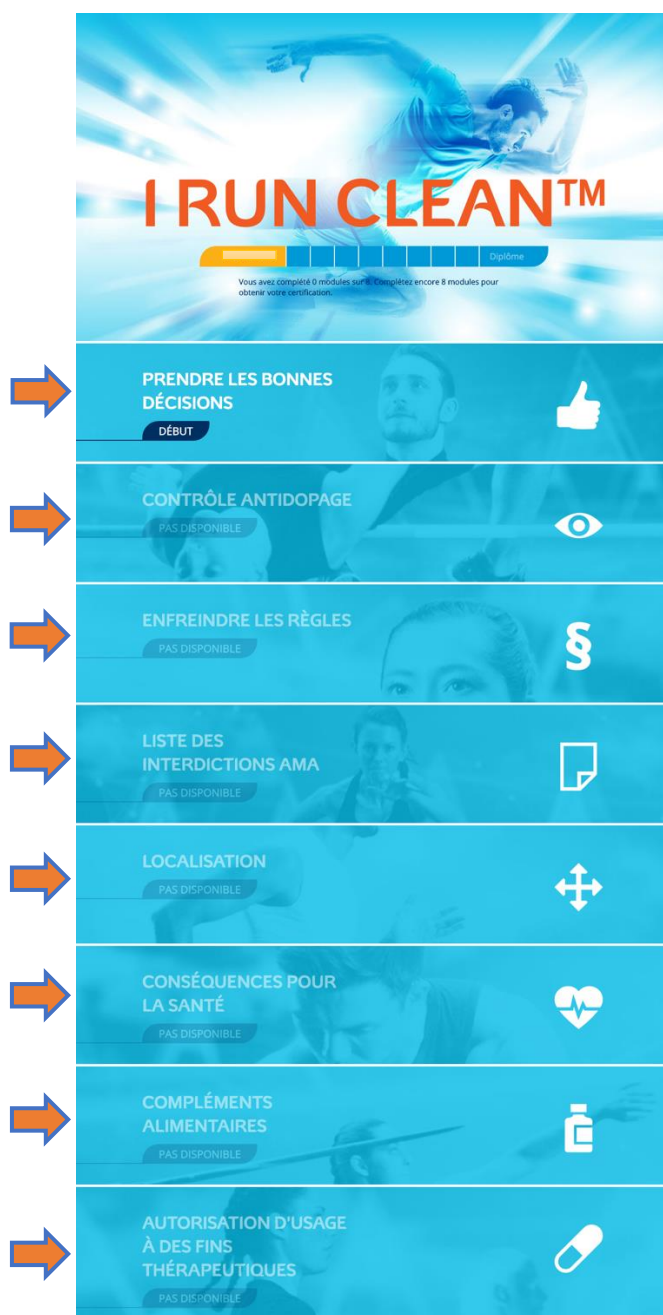 I RUN CLEAN™
Diplôme
Vous avez complété 0 modules sur 8. Complétez encore 8 modules pour
obtenir votre certification.
PRENDRE LES BONNES
DÉCISIONS
DÉBUT
CONTRÔLE ANTIDOPAGE
PAS DISPONIBLE
ENFREINDRE LES RÈGLES
PAS DISPONIBLE
§
LISTE DES
INTERDICTIONS AMA
PAS DISPONIBLE
LOCALISATION
PAS DISPONIBLE
CONSÉQUENCES POUR
LA SANTÉ
PAS DISPONIBLE
COMPLÉMENTS
ALIMENTAIRES
PAS DISPONIBLE
AUTORISATION D'USAGE
À DES FINS
THÉRAPEUTIQUES
PAS DISPONIBLE